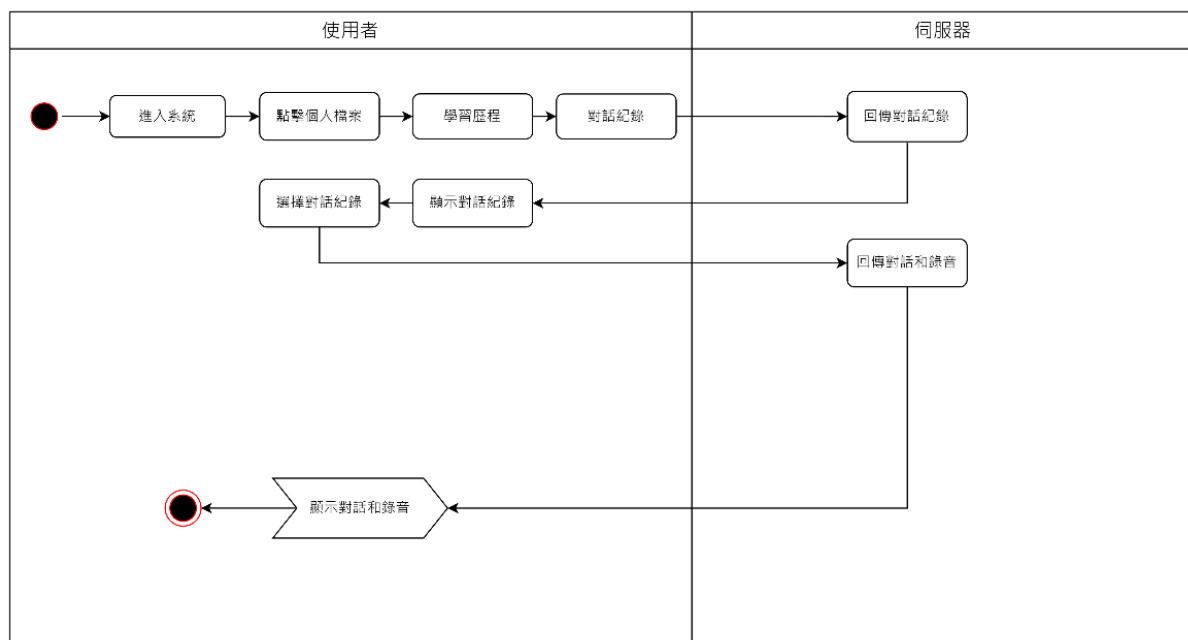 使用者
伺服器
進入系統
點擊個人檔案
學習歷程
對話紀錄
回傳對話紀錄
選擇對話紀錄
顯示對話紀錄
回傳對話和錄音
顯示對話和錄音